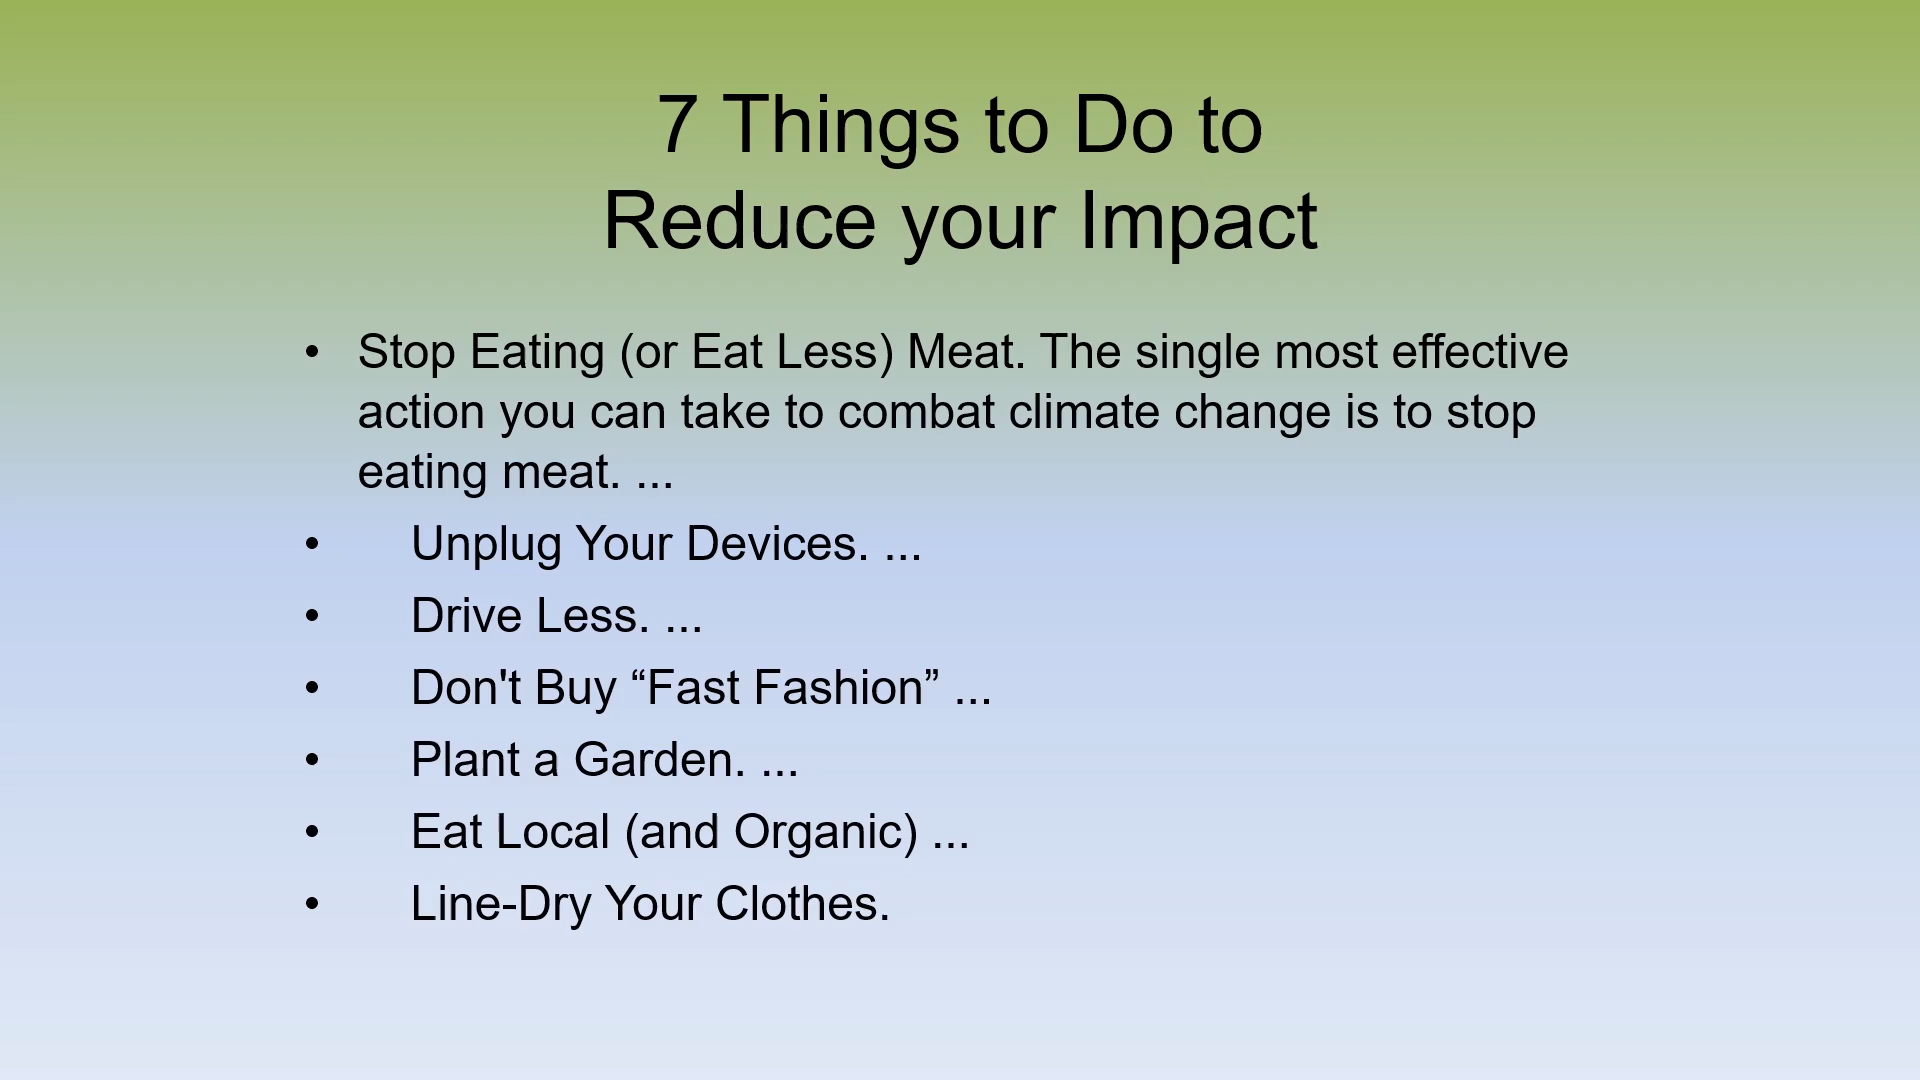 7 Things to Do to
Reduce your Impact
• Stop Eating (or Eat Less) Meat. The single most effective
action you can take to combat climate change is to stop
eating meat. ...
• Unplug Your Devices. ...
• Drive Less. ...
• Don't Buy “Fast Fashion” ...
• Plant a Garden. ...
• Eat Local (and Organic) ...
• Line-Dry Your Clothes.